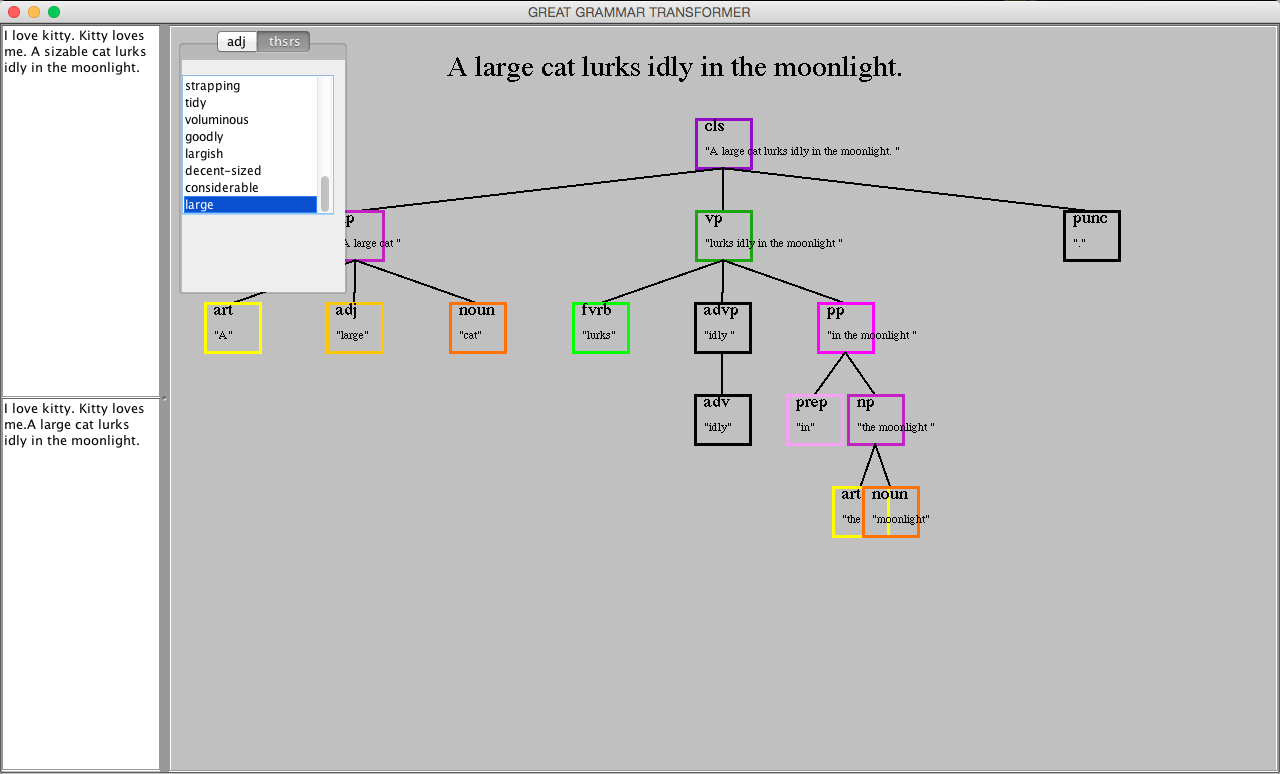 GREAT GRAMMAR TRANSFORMER
I love kitty. Kitty loves
me. A sizable cat lurks
idly in the moonlight.
I love kitty. Kitty loves
me.A large cat lurks
idly in the moonlight.
adj thsrs
strapping
tidy
voluminous
goodly
largish
decent-sized
considerable
large
A large cat lurks idly in the moonlight.
cls
"A large cat lurks idly in the moonlight. "
p
A large cat "
vp
"lurks idly in the moonlight "
punc
"."
art
"A"
adj
"large"
noun
"cat"
fvrb
"lurks"
advp
"idly "
pp
"in the moonlight "
adv
"idly"
prep
"in"
np
"the moonlight "
art
"the
noun
"moonlight"